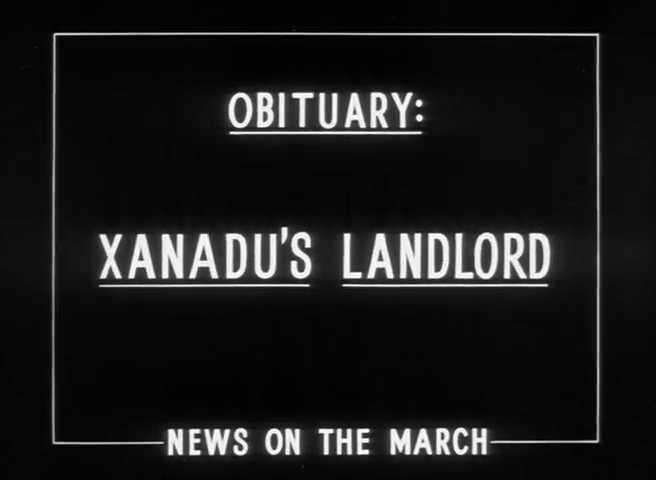 OBITUARY:
XANADU'S LANDLORD
NEWS ON THE MARCH